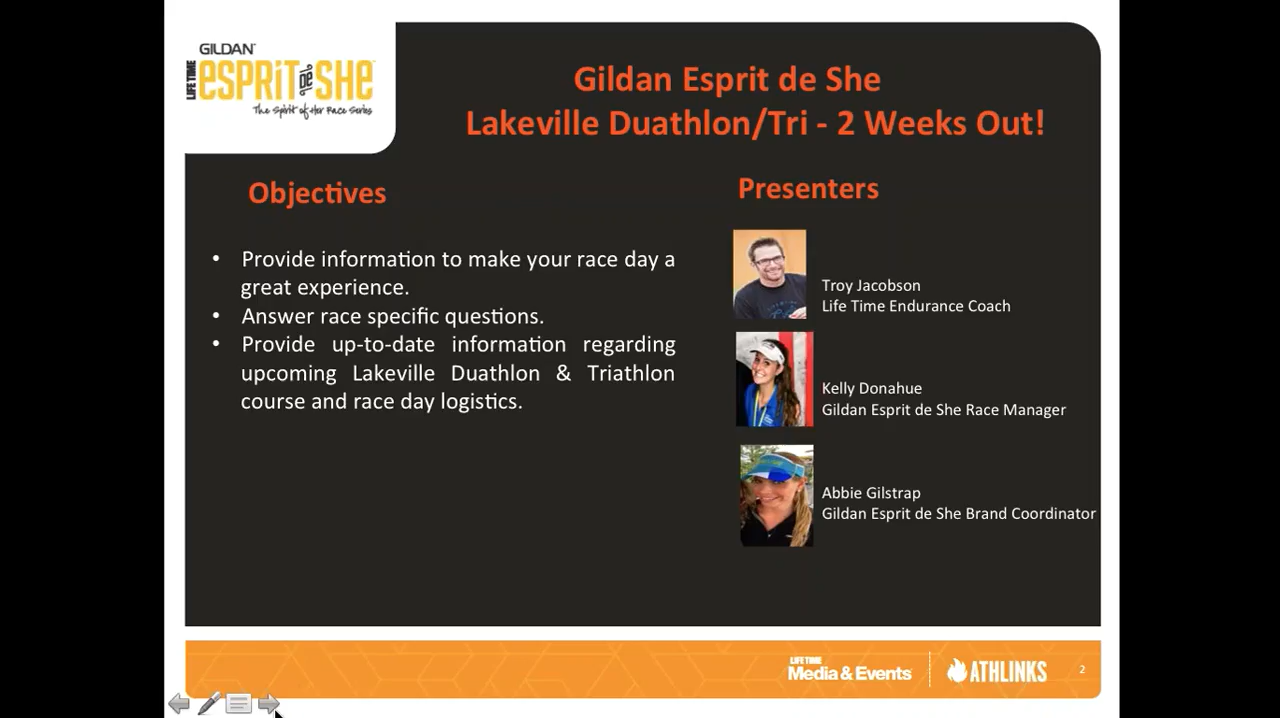 GILDAN
LIFE TIME
ESPRIT DE SHE
The Spirit of Her Race Series
Gildan Esprit de She
Lakeville Duathlon/Tri - 2 Weeks Out!
Objectives
• Provide information to make your race day a
great experience.
• Answer race specific questions.
• Provide up-to-date information regarding
upcoming Lakeville Duathlon & Triathlon
course and race day logistics.
Presenters
Troy Jacobson
Life Time Endurance Coach
Kelly Donahue
Gildan Esprit de She Race Manager
Abbie Gilstrap
Gildan Esprit de She Brand Coordinator
LIFE TIME
Media & Events
ATHLINKS
2